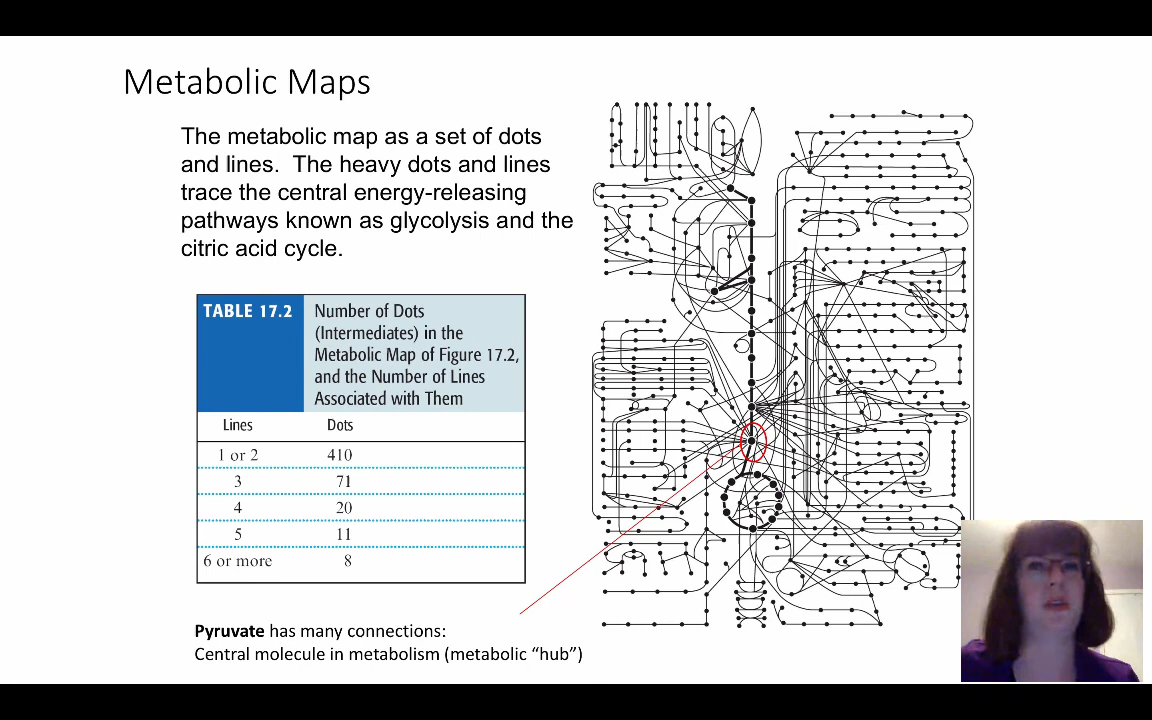 Metabolic Maps
The metabolic map as a set of dots
and lines. The heavy dots and lines
trace the central energy-releasing
pathways known as glycolysis and the
citric acid cycle.
TABLE 17.2
Number of Dots
(Intermediates) in the
Metabolic Map of Figure 17.2,
and the Number of Lines
Associated with Them
Lines Dots
1 or 2 410
3 71
4 20
5 11
6 or more 8
Pyruvate has many connections:
Central molecule in metabolism (metabolic “hub”)